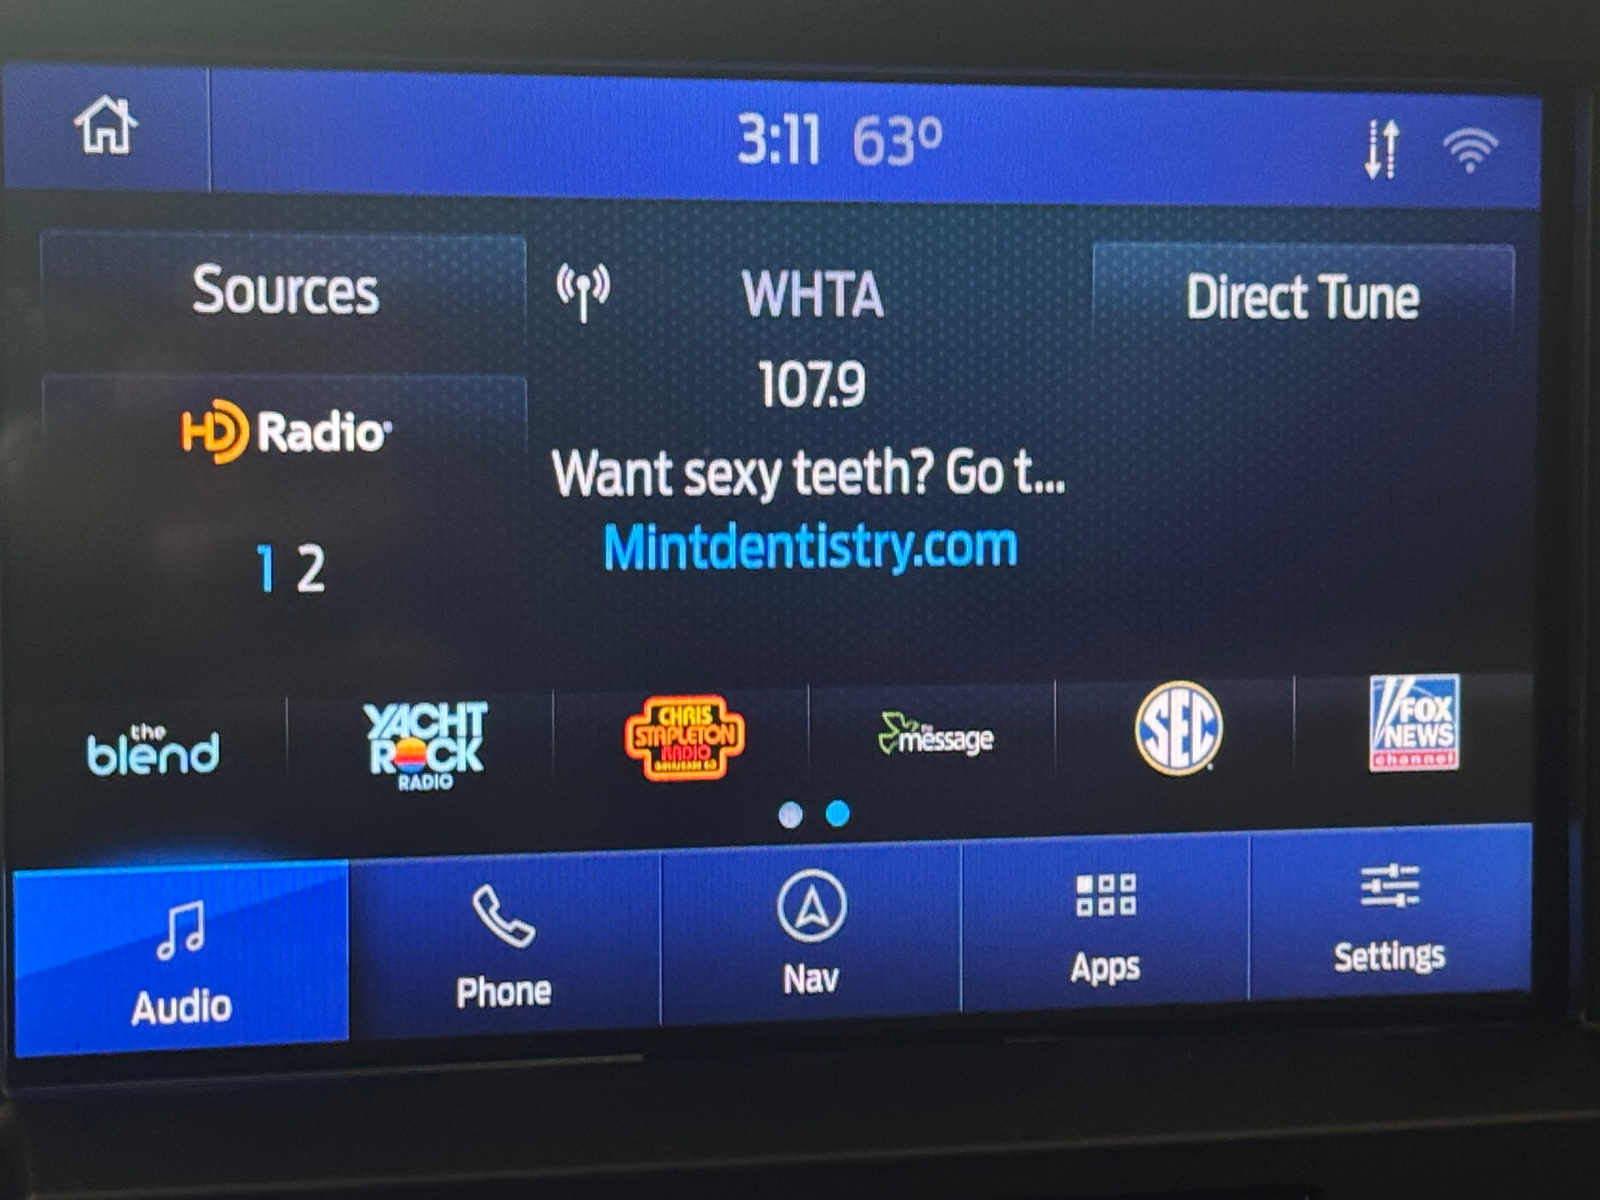 3:11 63°
Sources
WHTA
Direct Tune
107.9
HD Radio
Want sexy teeth? Go t...
Mintdentistry.com
1 2
the
blend
YACHT
ROCK
RADIO
CHRIS
STAPLETON
RADIO
the
message
SEC
FOX
NEWS
channel
Audio
Phone
Nav
Apps
Settings